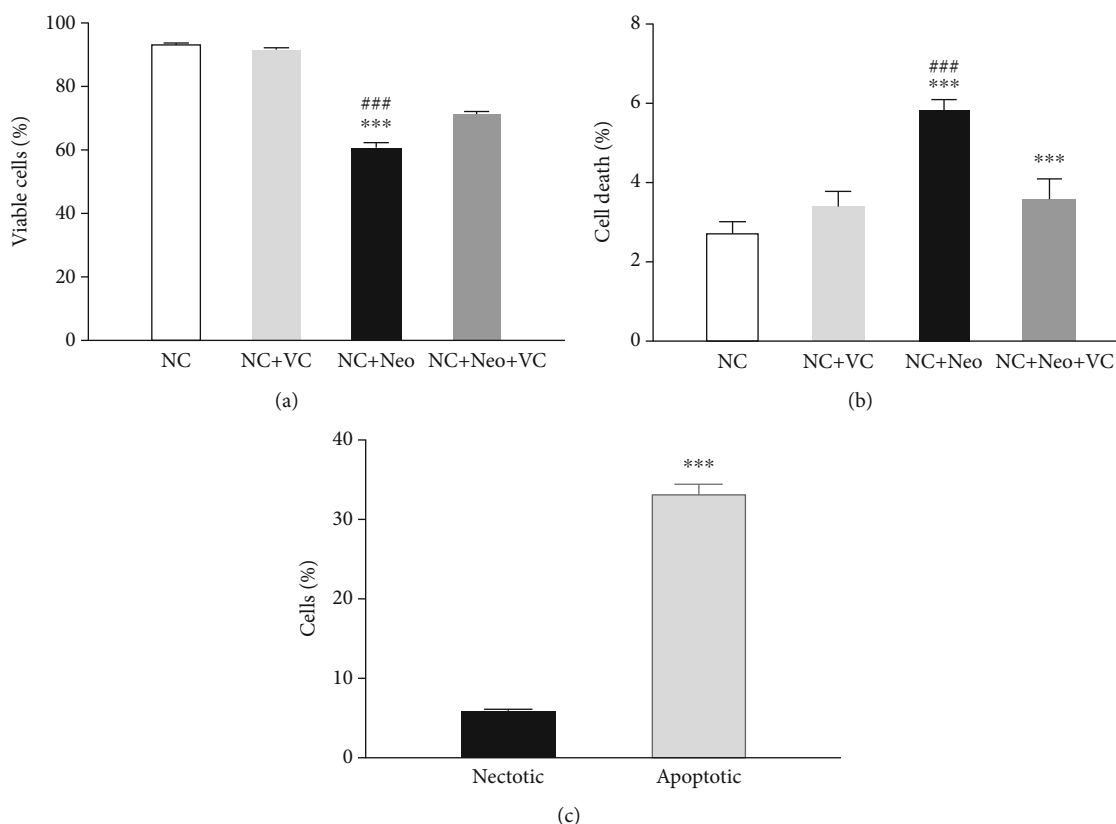 100
80
60
40
20
0
Viable cells (%)
###
***
NC
NC+VC
NC+Neo
NC+Neo+VC
(a)
8
6
4
2
0
Cell death (%)
###
***
***
NC
NC+VC
NC+Neo
NC+Neo+VC
(b)
40
30
20
10
0
Cells (%)
***
Nectotic
Apoptotic
(c)